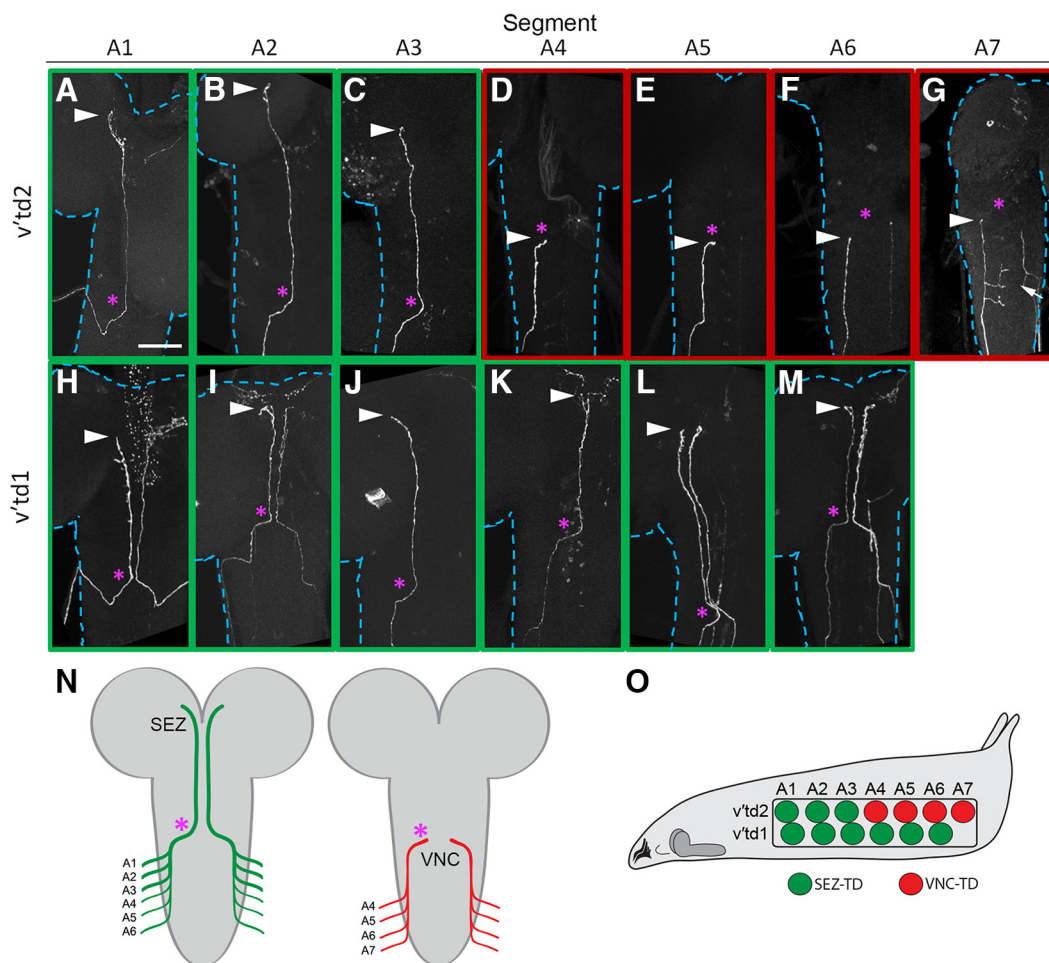 Segment
A1 A2 A3 A4 A5 A6 A7
v'td2
A B C D E F G
* * * * * * *
v'td1
H I J K L M
* * * * * *
N O
SEZ
*
A1
A2
A3
A4
A5
A6
*
VNC
A4
A5
A6
A7
A1 A2 A3 A4 A5 A6 A7
v'td2
v'td1
SEZ-TD VNC-TD